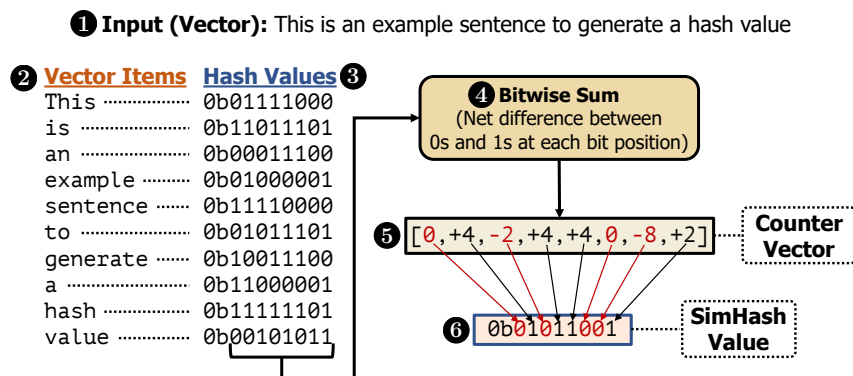 ❶ Input (Vector): This is an example sentence to generate a hash value
❷ Vector Items Hash Values ❸
This 0b01111000
is 0b11011101
an 0b00011100
example 0b01000001
sentence 0b11110000
to 0b01011101
generate 0b10011100
a 0b11000001
hash 0b11111101
value 0b00101011
❹ Bitwise Sum
(Net difference between
0s and 1s at each bit position)
❺ [0,+4,-2,+4,+4,0,-8,+2]
Counter
Vector
❻ 0b01011001
SimHash
Value